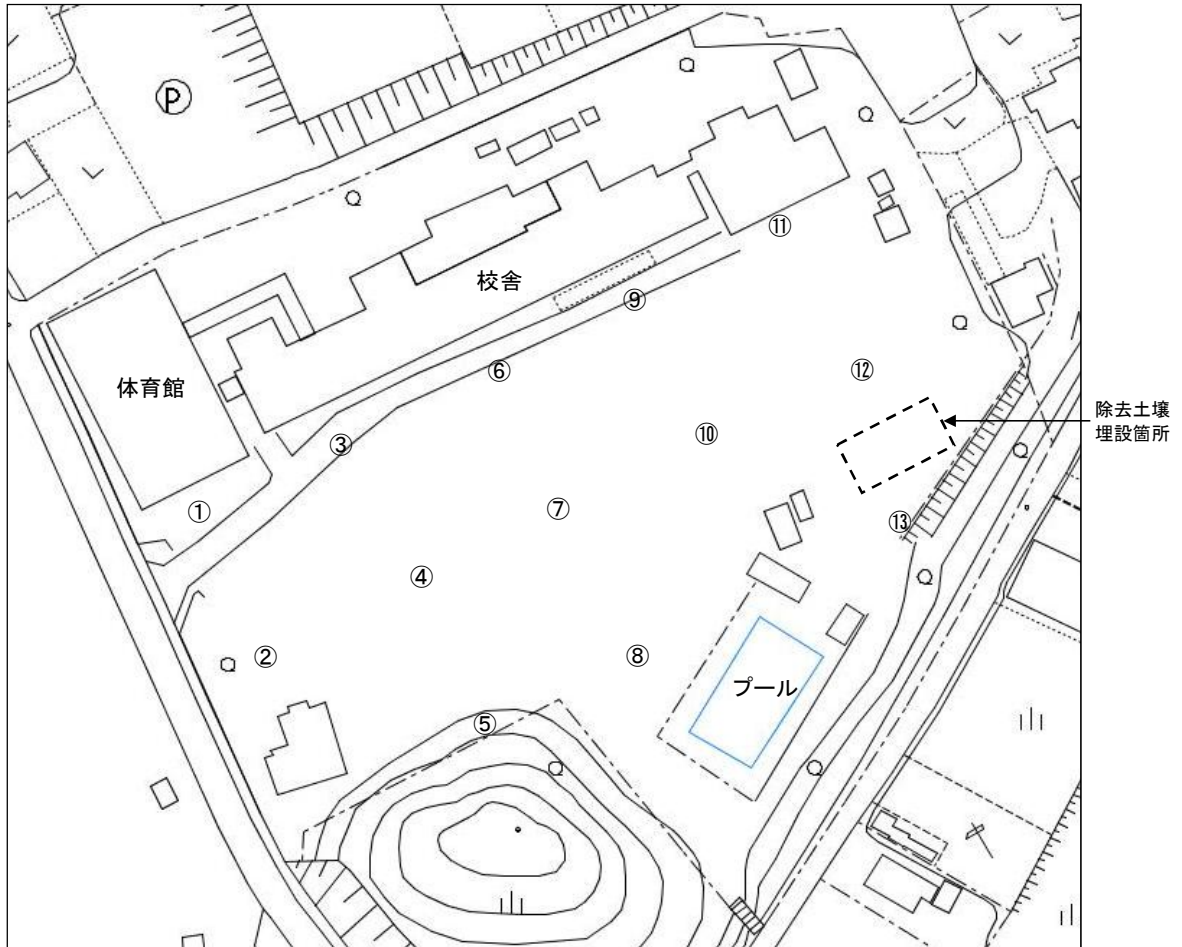 P
校舎
体育館
プール
除去土壌
埋設箇所
①
②
③
④
⑤
⑥
⑦
⑧
⑨
⑩
⑪
⑫
⑬